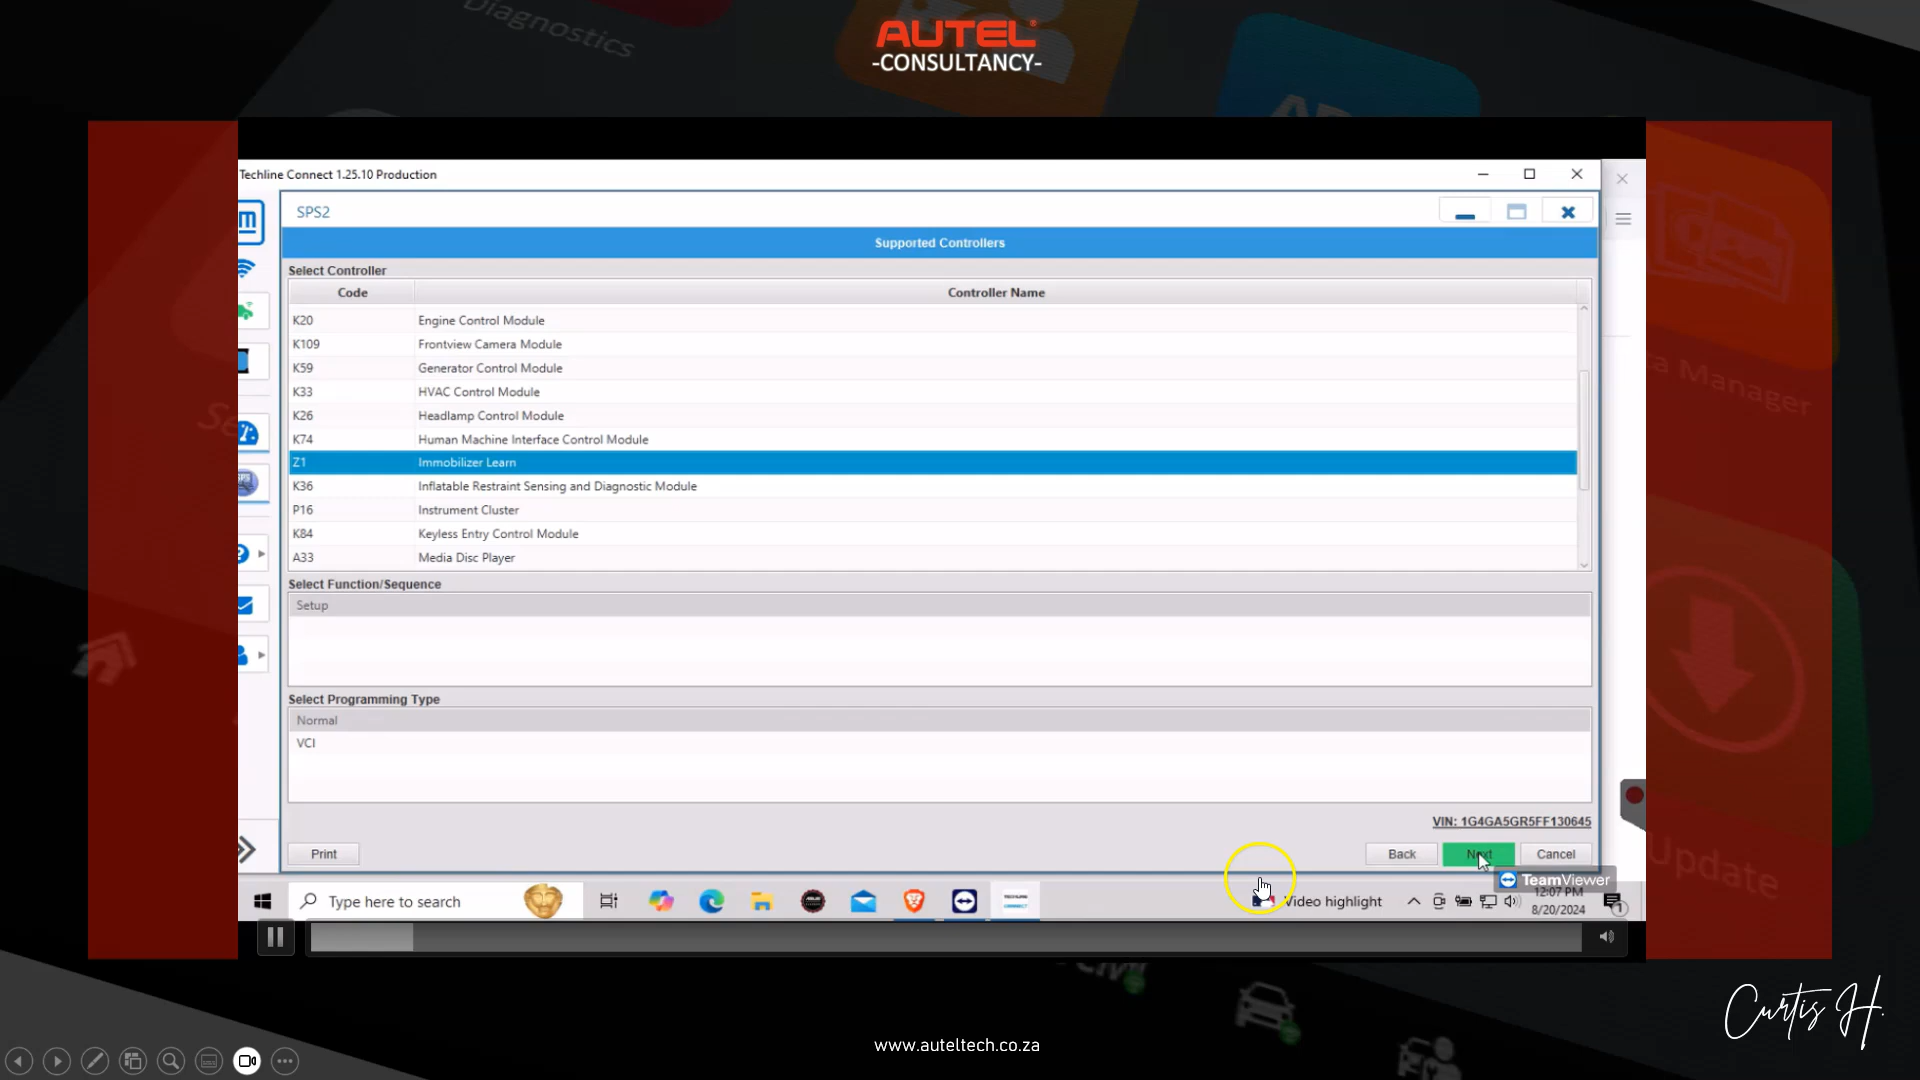 Diagnostics
AUTEL
-CONSULTANCY-
Techline Connect 1.25.10 Production
SPS2
Supported Controllers
Select Controller
Code Controller Name
K20 Engine Control Module
K109 Frontview Camera Module
K59 Generator Control Module
K33 HVAC Control Module
K26 Headlamp Control Module
K74 Human Machine Interface Control Module
Z1 Immobilizer Learn
K36 Inflatable Restraint Sensing and Diagnostic Module
P16 Instrument Cluster
K84 Keyless Entry Control Module
A33 Media Disc Player
Select Function/Sequence
Setup
Select Programming Type
Normal
VCI
VIN: 1G4GA5GR5FF130645
Print Back Next Cancel
TeamViewer
Type here to search
Video highlight
12:07 PM
8/20/2024
Manager
Update
Curtis H.
www.auteltech.co.za